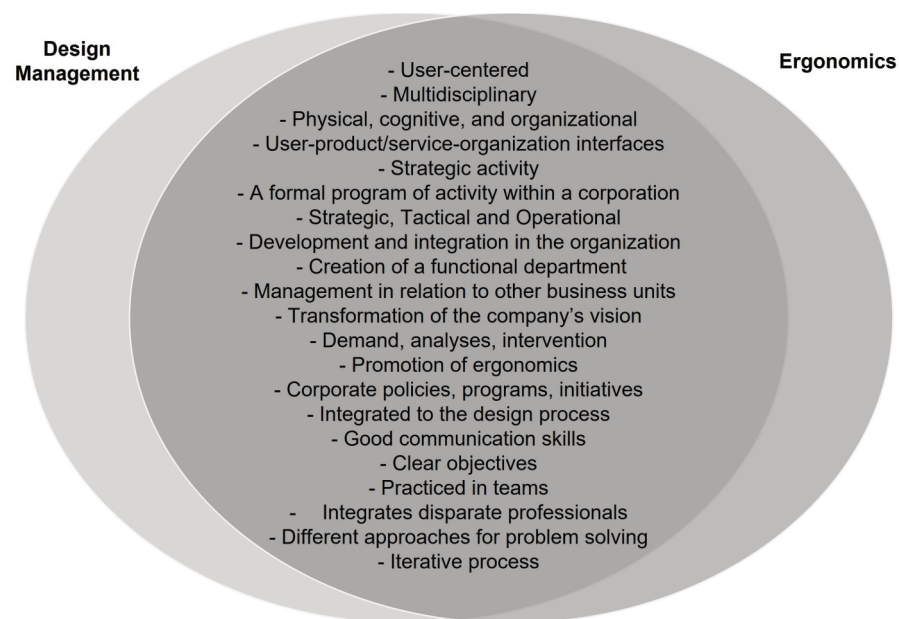 Design
Management
Ergonomics
- User-centered
- Multidisciplinary
- Physical, cognitive, and organizational
- User-product/service-organization interfaces
- Strategic activity
- A formal program of activity within a corporation
- Strategic, Tactical and Operational
- Development and integration in the organization
- Creation of a functional department
- Management in relation to other business units
- Transformation of the company’s vision
- Demand, analyses, intervention
- Promotion of ergonomics
- Corporate policies, programs, initiatives
- Integrated to the design process
- Good communication skills
- Clear objectives
- Practiced in teams
- Integrates disparate professionals
- Different approaches for problem solving
- Iterative process